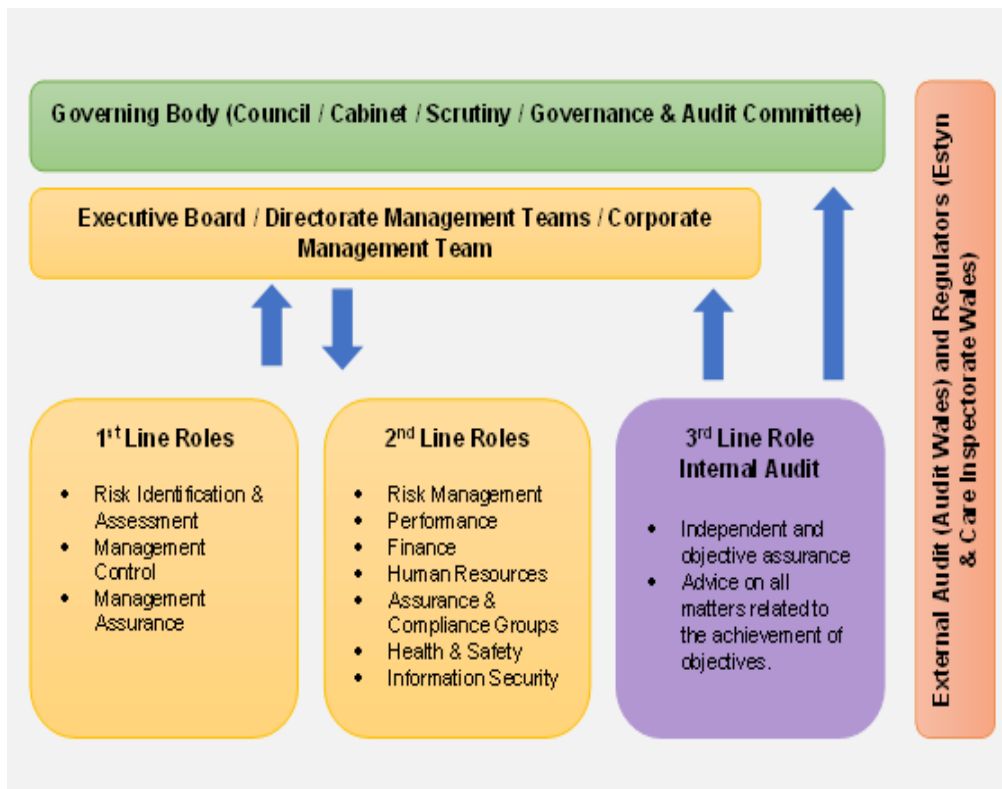 Governing Body (Council / Cabinet / Scrutiny / Governance & Audit Committee)
Executive Board / Directorate Management Teams / Corporate
Management Team
1st Line Roles
• Risk Identification &
Assessment
• Management
Control
• Management
Assurance
2nd Line Roles
• Risk Management
• Performance
• Finance
• Human Resources
• Assurance &
Compliance Groups
• Health & Safety
• Information Security
3rd Line Role
Internal Audit
• Independent and
objective assurance
• Advice on all
matters related to
the achievement of
objectives.
External Audit (Audit Wales) and Regulators (Estyn
& Care Inspectorate Wales)